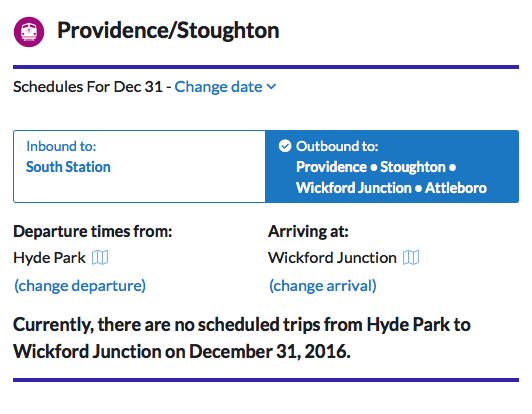 Providence/Stoughton
Schedules For Dec 31 - Change date
Inbound to:
South Station
Outbound to:
Providence • Stoughton •
Wickford Junction • Attleboro
Departure times from:
Hyde Park
(change departure)
Arriving at:
Wickford Junction
(change arrival)
Currently, there are no scheduled trips from Hyde Park to
Wickford Junction on December 31, 2016.